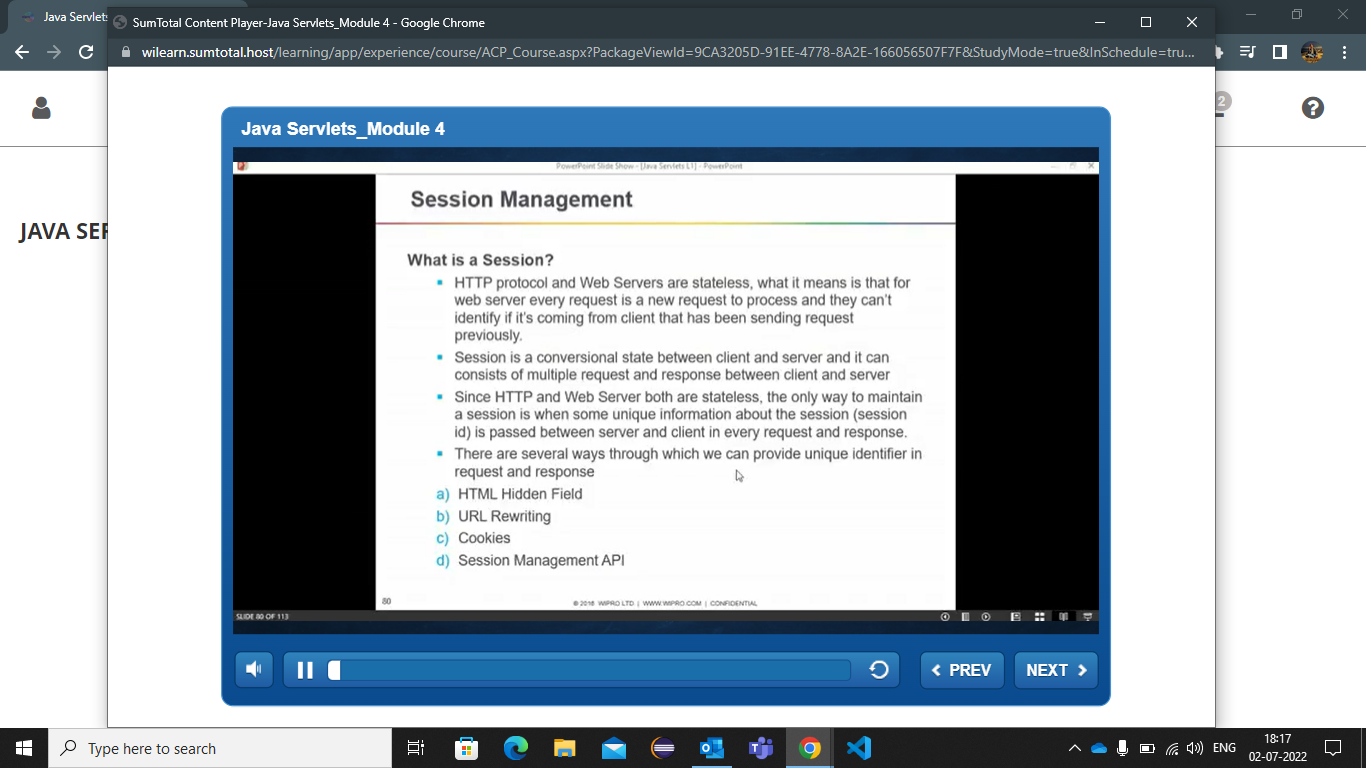 Java Servlets
SumTotal Content Player-Java Servlets_Module 4 - Google Chrome
wilearn.sumtotal.host/learning/app/experience/course/ACP_Course.aspx?PackageViewId=9CA3205D-91EE-4778-8A2E-166056507F7F&StudyMode=true&InSchedule=tru...
2
JAVA SER
Java Servlets_Module 4
PowerPoint Slide Show - [Java Servlets L1] - PowerPoint
Session Management
What is a Session?
▪ HTTP protocol and Web Servers are stateless, what it means is that for
web server every request is a new request to process and they can't
identify if it's coming from client that has been sending request
previously.
▪ Session is a conversional state between client and server and it can
consists of multiple request and response between client and server
▪ Since HTTP and Web Server both are stateless, the only way to maintain
a session is when some unique information about the session (session
id) is passed between server and client in every request and response.
▪ There are several ways through which we can provide unique identifier in
request and response
a) HTML Hidden Field
b) URL Rewriting
c) Cookies
d) Session Management API
80
© 2016 WIPRO LTD | WWW.WIPRO.COM | CONFIDENTIAL
SLIDE 80 OF 113
PREV
NEXT
Type here to search
ENG
18:17
02-07-2022